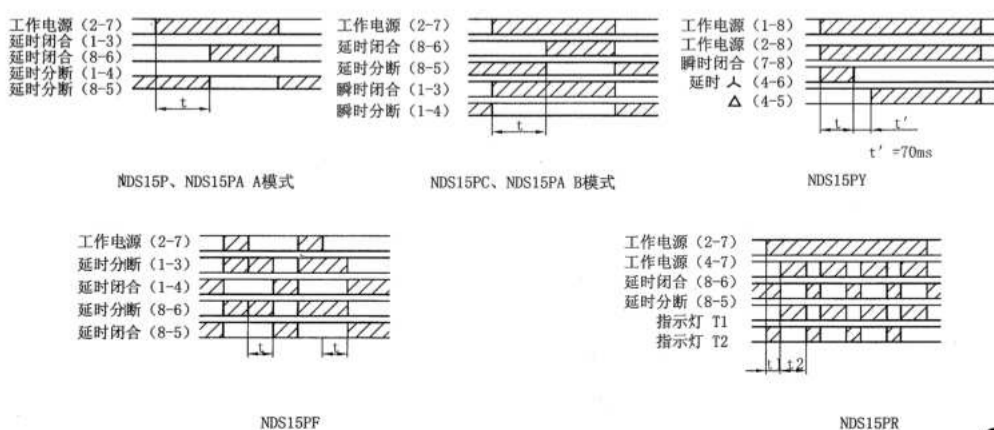 工作电源（2-7）
延时闭合（1-3）
延时闭合（8-6）
延时分断（1-4）
延时分断（8-5）
t
NDS15P、NDS15PA A模式
工作电源（2-7）
延时闭合（8-6）
延时分断（8-5）
瞬时闭合（1-3）
瞬时分断（1-4）
t
NDS15PC、NDS15PA B模式
工作电源（1-8）
工作电源（2-8）
瞬时闭合（7-8）
延时 人（4-6）
△（4-5）
t t′
t′ =70ms
NDS15PY
工作电源（2-7）
延时分断（1-3）
延时闭合（1-4）
延时分断（8-6）
延时闭合（8-5）
t t
NDS15PF
工作电源（2-7）
工作电源（4-7）
延时闭合（8-6）
延时分断（8-5）
指示灯 T1
指示灯 T2
t1 t2
NDS15PR